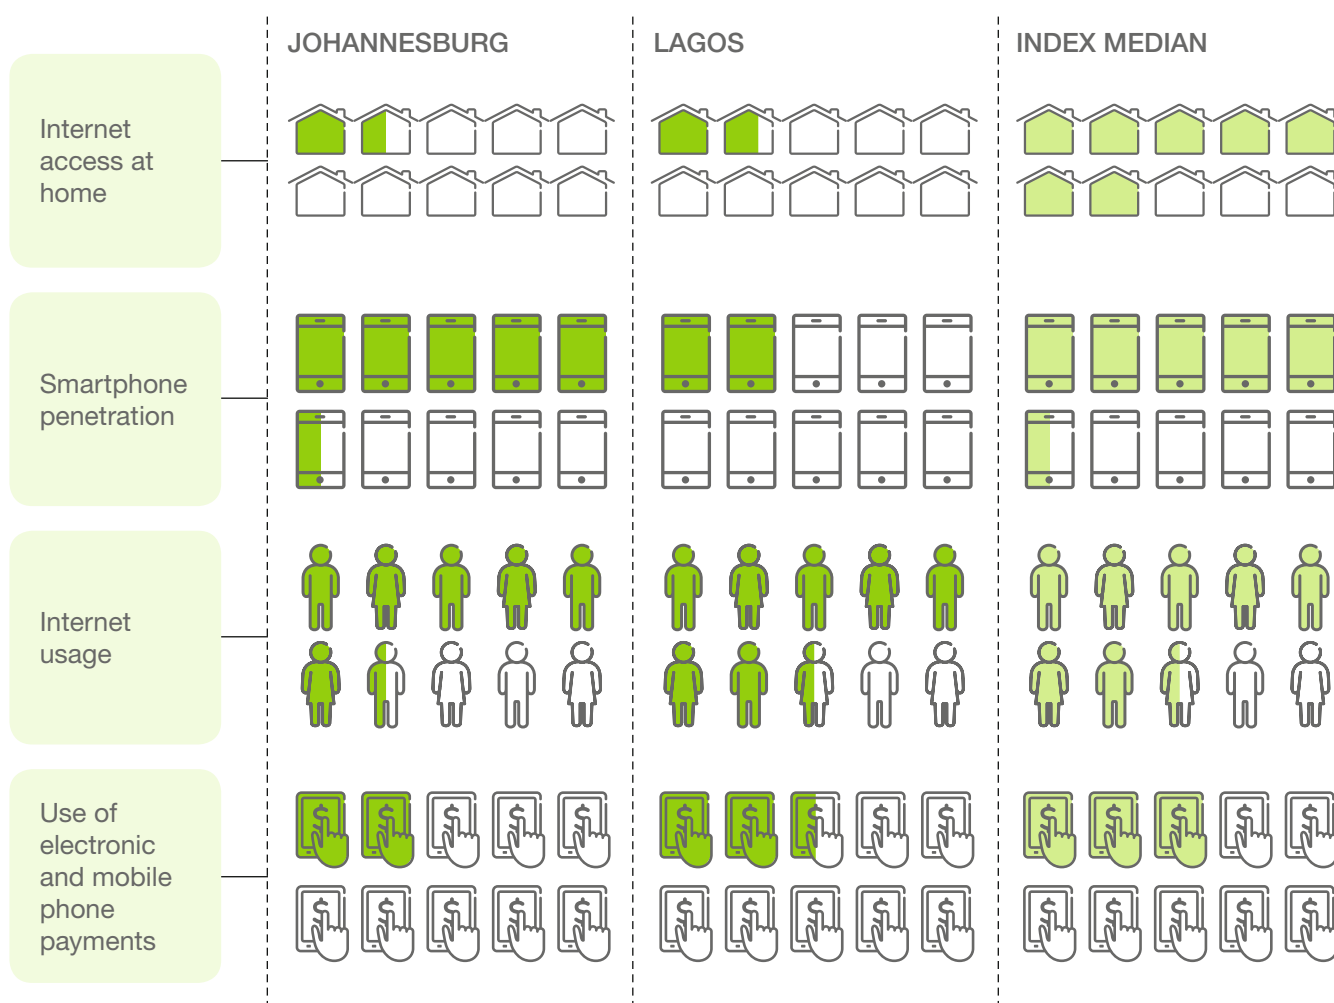 JOHANNESBURG
LAGOS
INDEX MEDIAN
Internet
access at
home
Smartphone
penetration
Internet
usage
Use of
electronic
and mobile
phone
payments